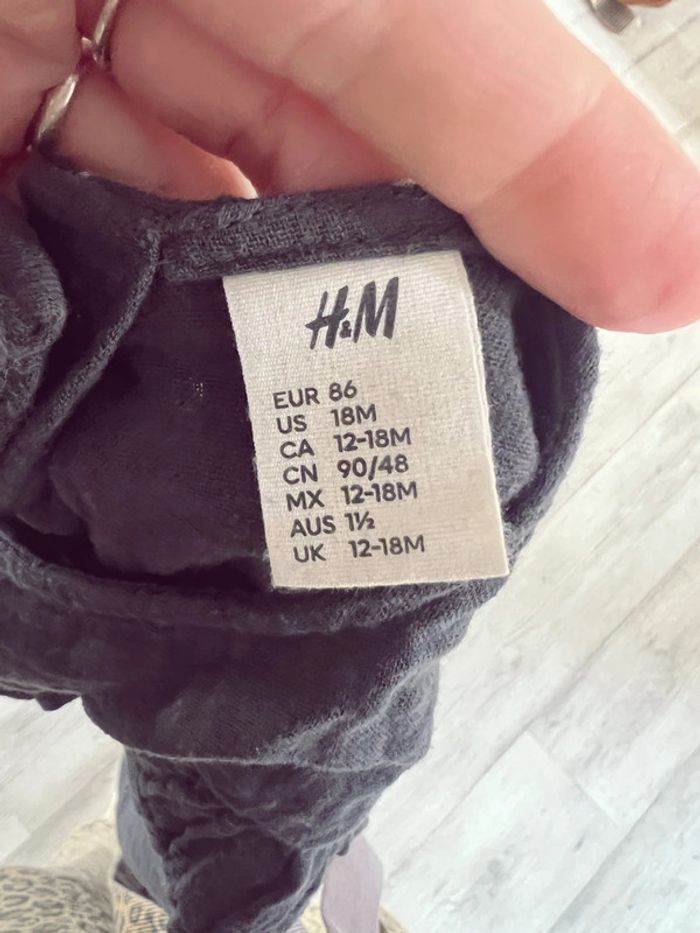 H&M
EUR 86
US 18M
CA 12-18M
CN 90/48
MX 12-18M
AUS 1½
UK 12-18M